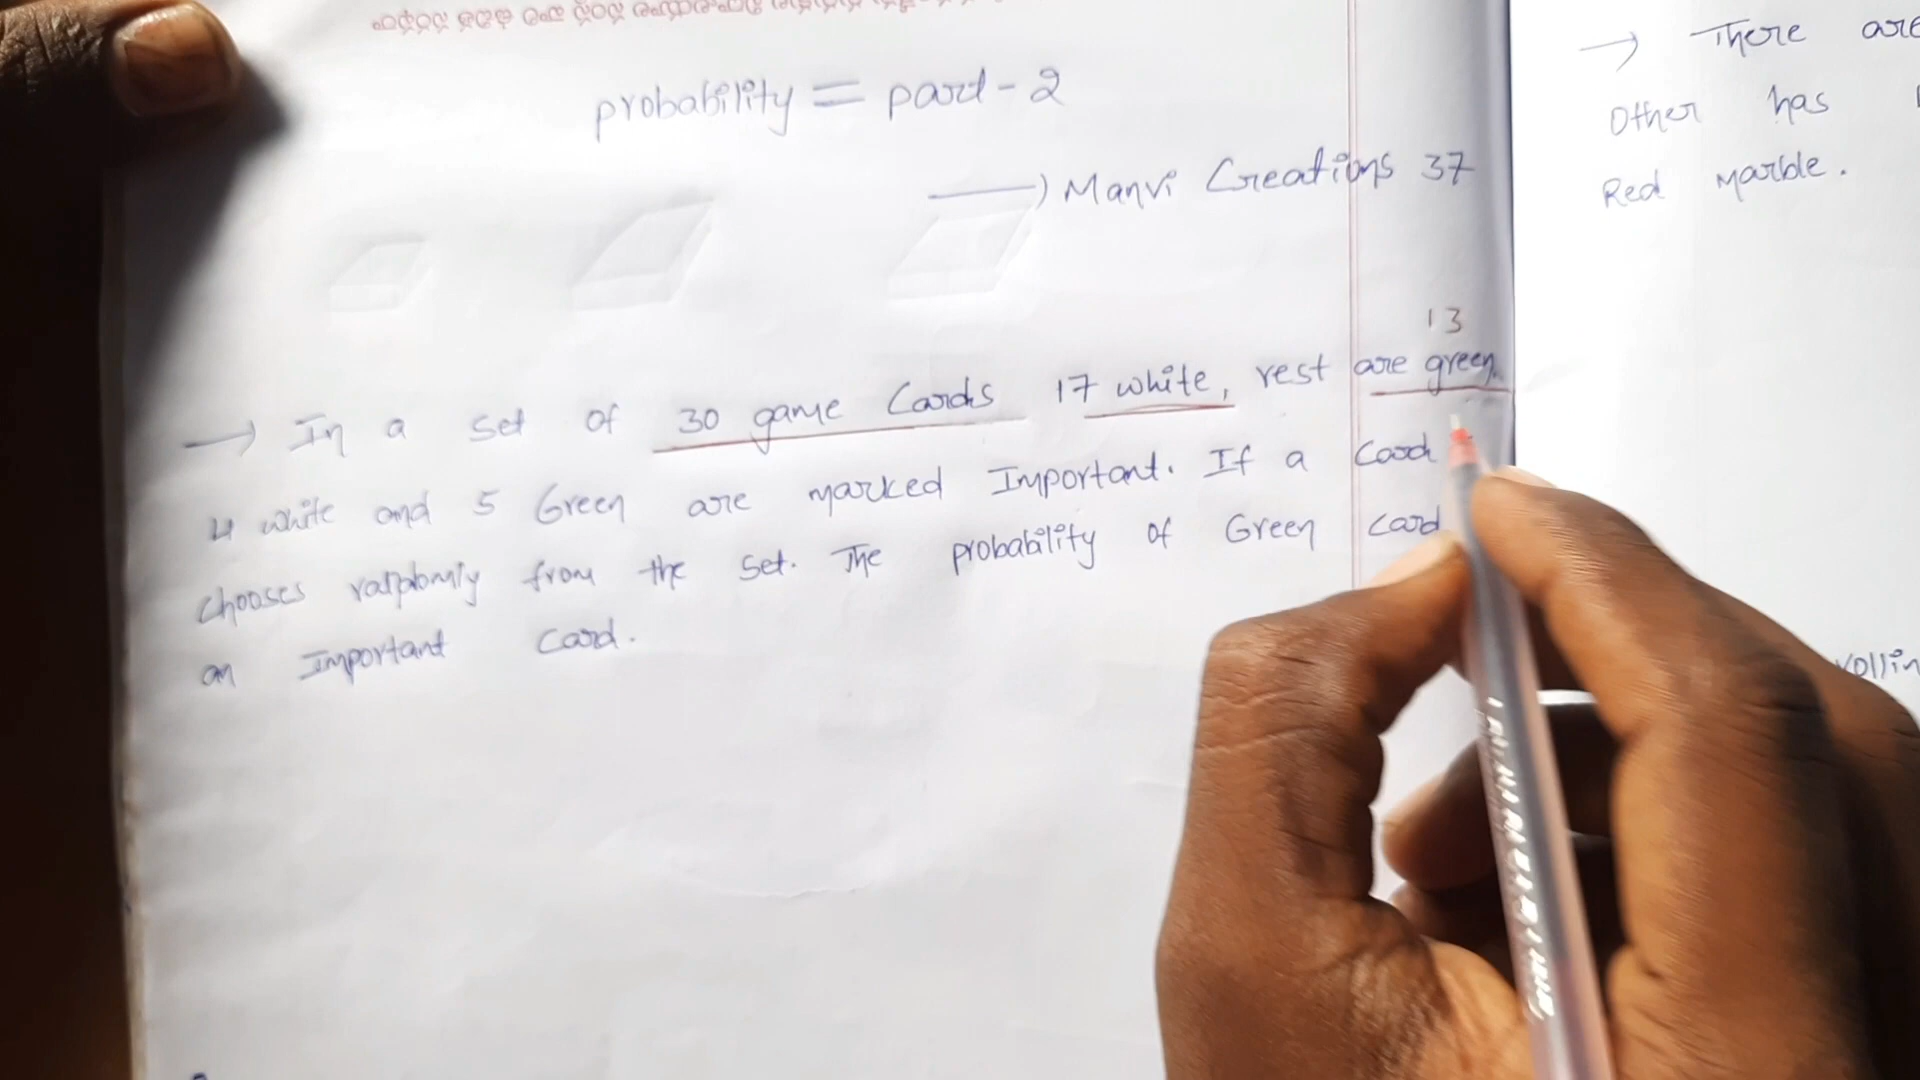 probability = part - 2
→ Manvi Creations 37
13
→ In a set of 30 game Cards 17 white, rest are green.
4 white and 5 Green are marked Important. If a Card
chooses from the set. The probability of Green card
an Important Card.
→ There are
Other has
Red Marble.